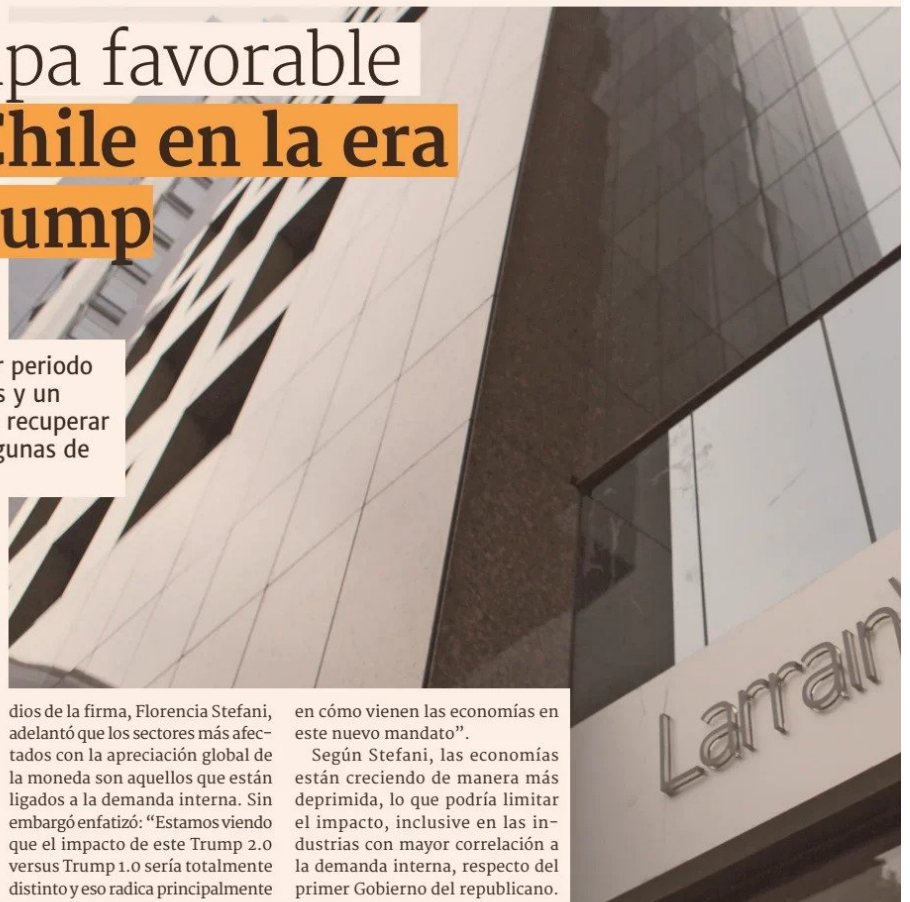 pa favorable
Chile en la era
ump
r periodo
s y un
recuperar
gunas de
dios de la firma, Florencia Stefani,
adelantó que los sectores más afec-
tados con la apreciación global de
la moneda son aquellos que están
ligados a la demanda interna. Sin
embargó enfatizó: “Estamos viendo
que el impacto de este Trump 2.0
versus Trump 1.0 sería totalmente
distinto y eso radica principalmente
en cómo vienen las economías en
este nuevo mandato”.
Según Stefani, las economías
están creciendo de manera más
deprimida, lo que podría limitar
el impacto, inclusive en las in-
dustrias con mayor correlación a
la demanda interna, respecto del
primer Gobierno del republicano.
Larrain